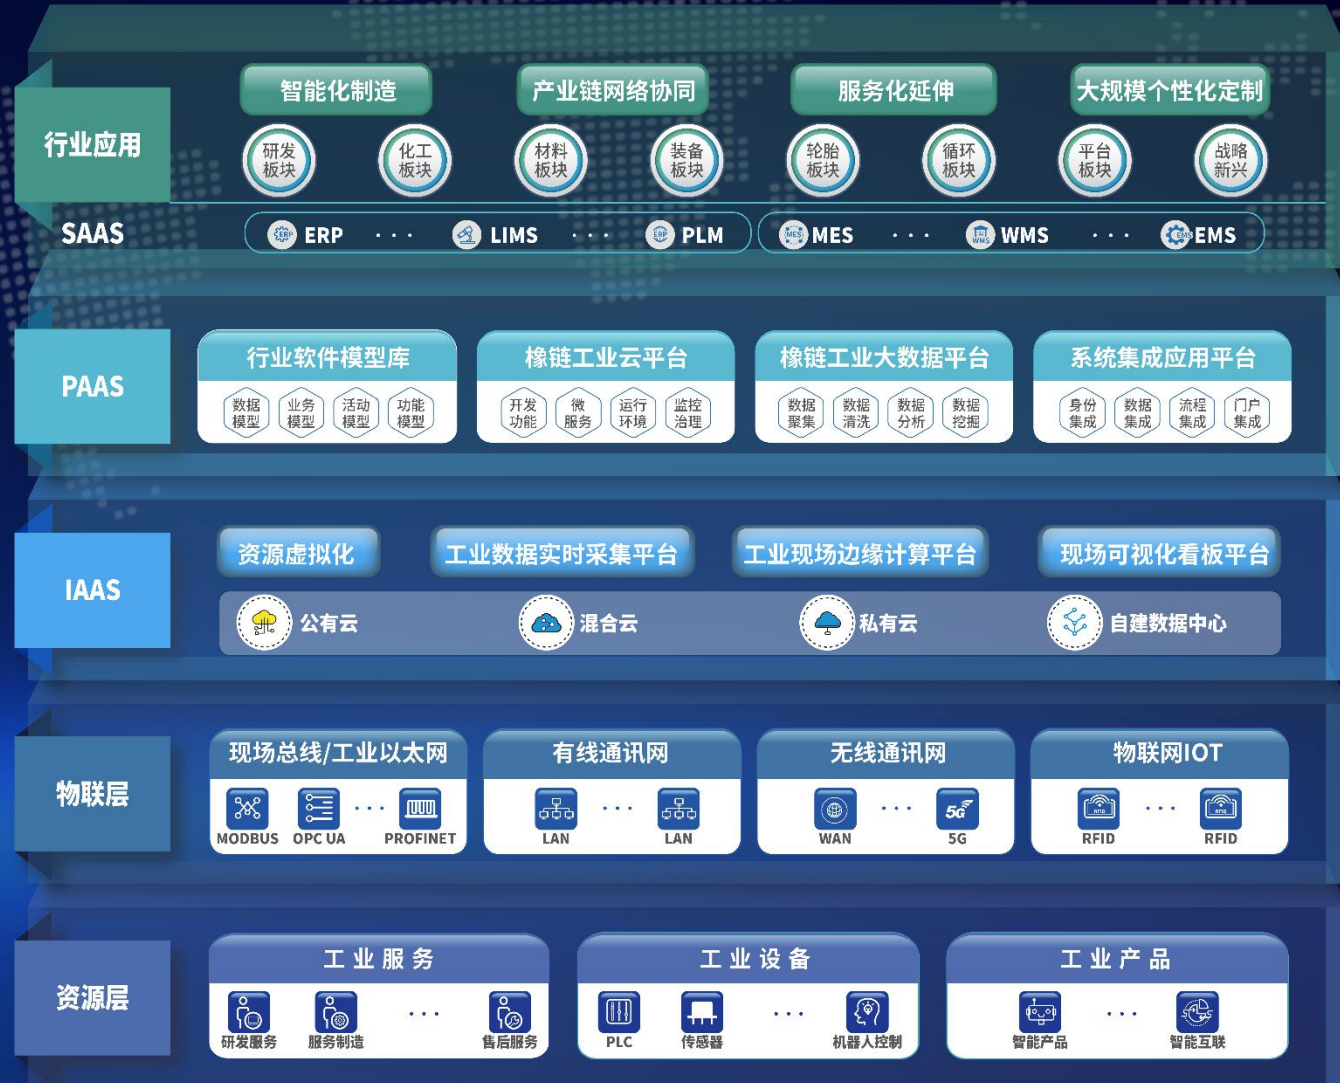 智能化制造 产业链网络协同 服务化延伸 大规模个性化定制
行业应用
研发板块 化工板块 材料板块 装备板块 轮胎板块 循环板块 平台板块 战略新兴
SAAS
ERP ··· LIMS ··· PLM MES ··· WMS ··· EMS
PAAS
行业软件模型库 橡链工业云平台 橡链工业大数据平台 系统集成应用平台
数据模型 业务模型 活动模型 功能模型 开发功能 微服务 运行环境 监控治理 数据聚集 数据清洗 数据分析 数据挖掘 身份集成 数据集成 流程集成 门户集成
IAAS
资源虚拟化 工业数据实时采集平台 工业现场边缘计算平台 现场可视化看板平台
公有云 混合云 私有云 自建数据中心
物联层
现场总线/工业以太网 有线通讯网 无线通讯网 物联网IOT
MODBUS OPC UA ··· PROFINET LAN ··· LAN WAN ··· 5G RFID ··· RFID
资源层
工业服务 工业设备 工业产品
研发服务 服务制造 ··· 售后服务 PLC 传感器 ··· 机器人控制 智能产品 ··· 智能互联